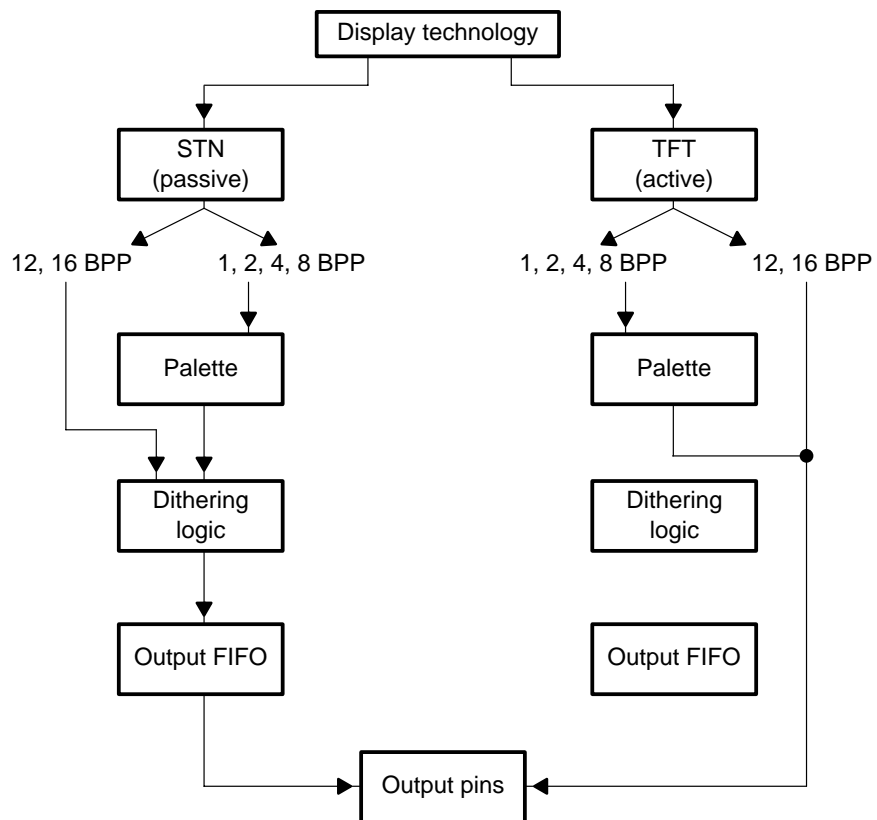 Display technology
STN
(passive)
TFT
(active)
12, 16 BPP
1, 2, 4, 8 BPP
1, 2, 4, 8 BPP
12, 16 BPP
Palette
Palette
Dithering
logic
Dithering
logic
Output FIFO
Output FIFO
Output pins